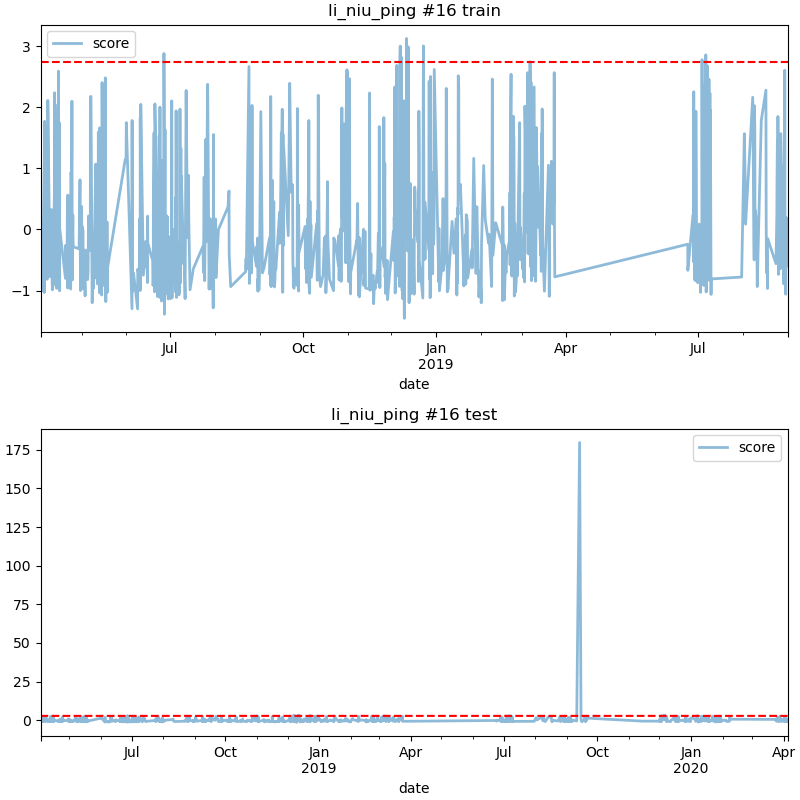 li_niu_ping #16 train
score
3
2
1
0
−1
Jul
Oct
Jan
2019
Apr
Jul
date
li_niu_ping #16 test
score
175
150
125
100
75
50
25
0
Jul
Oct
Jan
2019
Apr
Jul
Oct
Jan
2020
Apr
date